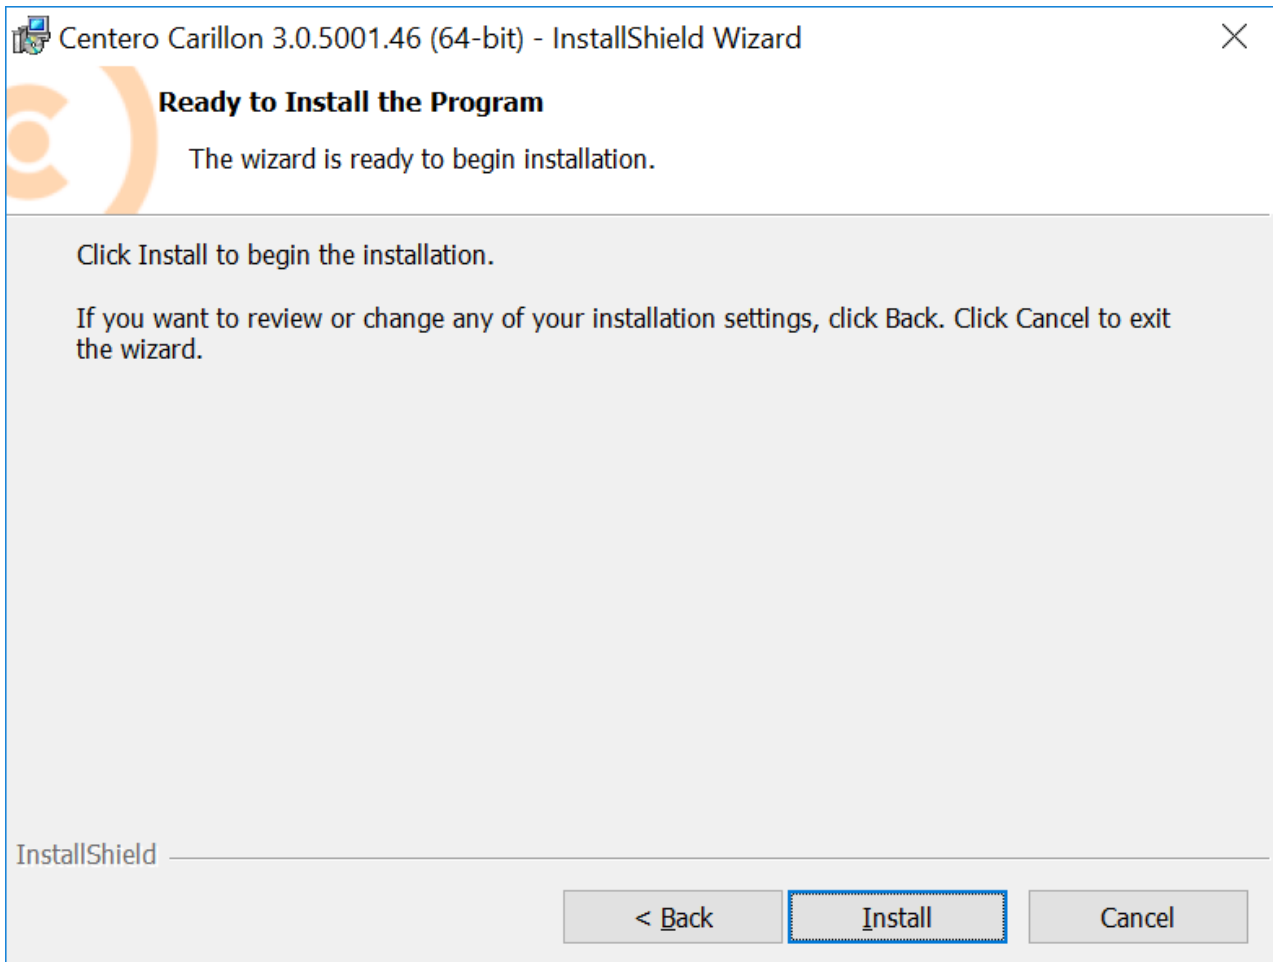 Centero Carillon 3.0.5001.46 (64-bit) - InstallShield Wizard
Ready to Install the Program
The wizard is ready to begin installation.
Click Install to begin the installation.
If you want to review or change any of your installation settings, click Back. Click Cancel to exit
the wizard.
InstallShield
< Back
Install
Cancel